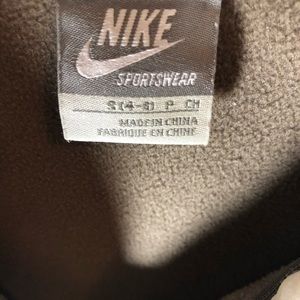 NIKE
SPORTSWEAR
S (4-6) P CH
MADE IN CHINA
FABRIQUE EN CHINE